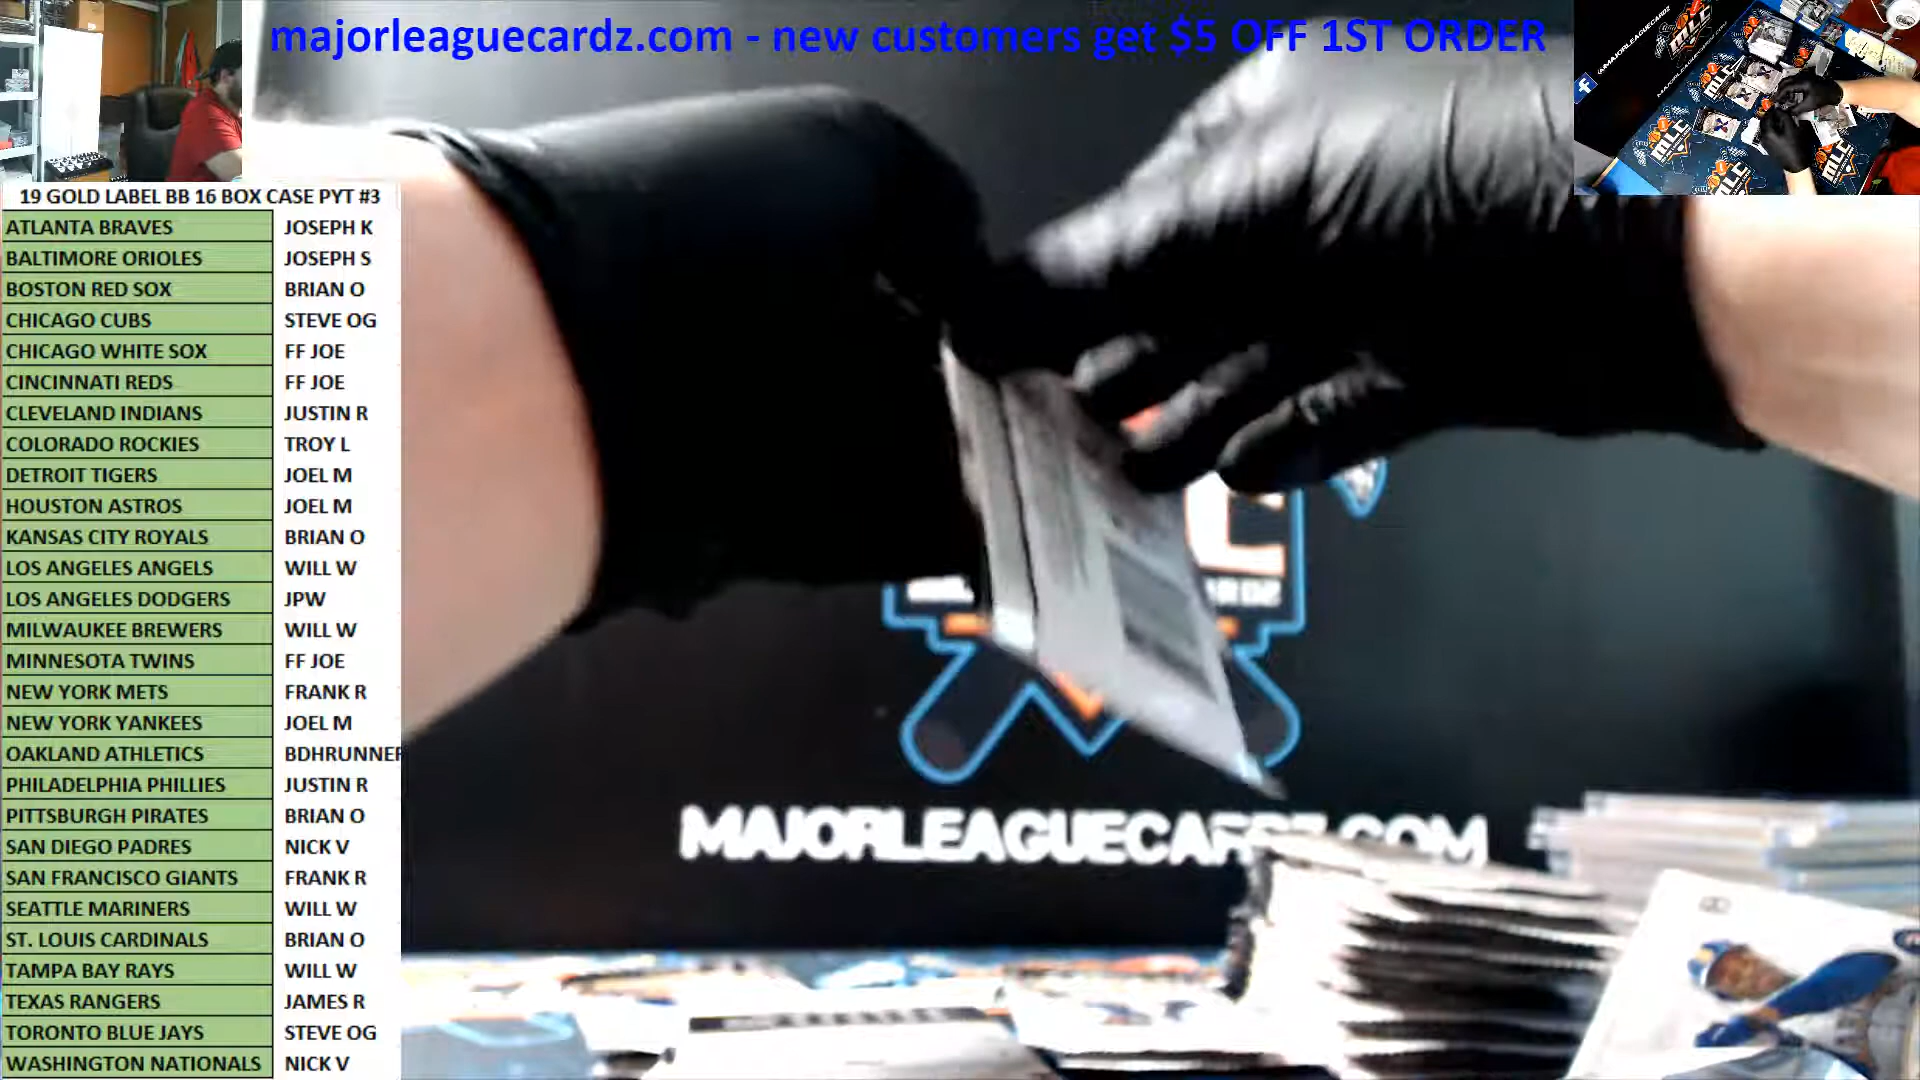 majorleaguecardz.com - new customers get $5 OFF 1ST ORDER
19 GOLD LABEL BB 16 BOX CASE PYT #3
ATLANTA BRAVES JOSEPH K
BALTIMORE ORIOLES JOSEPH S
BOSTON RED SOX BRIAN O
CHICAGO CUBS STEVE OG
CHICAGO WHITE SOX FF JOE
CINCINNATI REDS FF JOE
CLEVELAND INDIANS JUSTIN R
COLORADO ROCKIES TROY L
DETROIT TIGERS JOEL M
HOUSTON ASTROS JOEL M
KANSAS CITY ROYALS BRIAN O
LOS ANGELES ANGELS WILL W
LOS ANGELES DODGERS JPW
MILWAUKEE BREWERS WILL W
MINNESOTA TWINS FF JOE
NEW YORK METS FRANK R
NEW YORK YANKEES JOEL M
OAKLAND ATHLETICS BDHRUNNER
PHILADELPHIA PHILLIES JUSTIN R
PITTSBURGH PIRATES BRIAN O
SAN DIEGO PADRES NICK V
SAN FRANCISCO GIANTS FRANK R
SEATTLE MARINERS WILL W
ST. LOUIS CARDINALS BRIAN O
TAMPA BAY RAYS WILL W
TEXAS RANGERS JAMES R
TORONTO BLUE JAYS STEVE OG
WASHINGTON NATIONALS NICK V
MAJORLEAGUECARDZ.COM
@MAJORLEAGUECARDZ
MLC
MLC
MLC